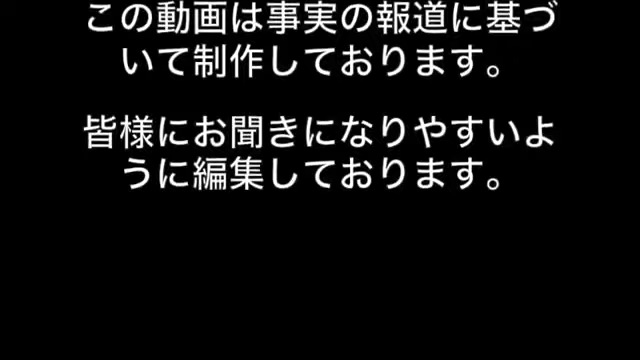 この動画は事実の報道に基づ
いて制作しております。
皆様にお聞きになりやすいよ
うに編集しております。